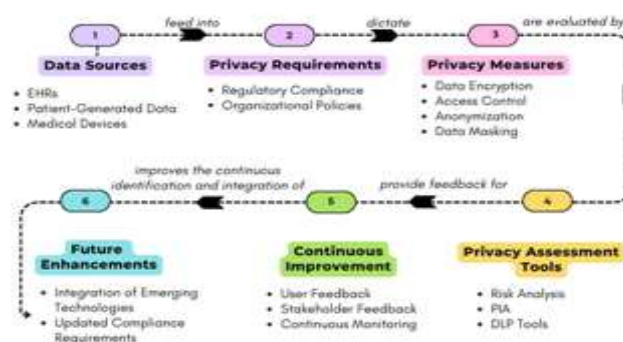 feed into
dictate
are evaluated by
1
2
3
Data Sources
EHRs
Patient-Generated Data
Medical Devices
Privacy Requirements
Regulatory Compliance
Organizational Policies
Privacy Measures
Data Encryption
Access Control
Anonymization
Data Masking
improves the continuous
identification and integration of
provide feedback for
6
5
4
Future
Enhancements
Integration of Emerging
Technologies
Updated Compliance
Requirements
Continuous
Improvement
User Feedback
Stakeholder Feedback
Continuous Monitoring
Privacy Assessment
Tools
Risk Analysis
PIA
DLP Tools